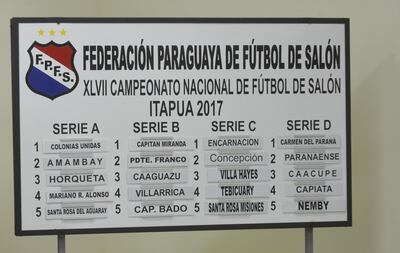 F.P.F.S.
FEDERACIÓN PARAGUAYA DE FÚTBOL DE SALÓN
XLVII CAMPEONATO NACIONAL DE FÚTBOL DE SALÓN
ITAPUA 2017
SERIE A SERIE B SERIE C SERIE D
1 COLONIAS UNIDAS 1 CAPITAN MIRANDA 1 ENCARNACION 1 CARMEN DEL PARANÁ
2 AMAMBAY 2 PDTE. FRANCO 2 Concepción 2 PARANAENSE
3 HORQUETA 3 CAAGUAZU 3 VILLA HAYES 3 CAACUPE
4 MARIANO R. ALONSO 4 VILLARRICA 4 TEBICUARY 4 CAPIATA
5 SANTA ROSA DEL AGUARAY 5 CAP. BADO 5 SANTA ROSA MISIONES 5 NEMBY